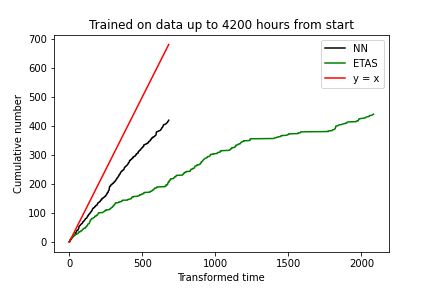 Trained on data up to 4200 hours from start
NN
ETAS
y = x
Cumulative number
700
600
500
400
300
200
100
0
0
500
1000
1500
2000
Transformed time